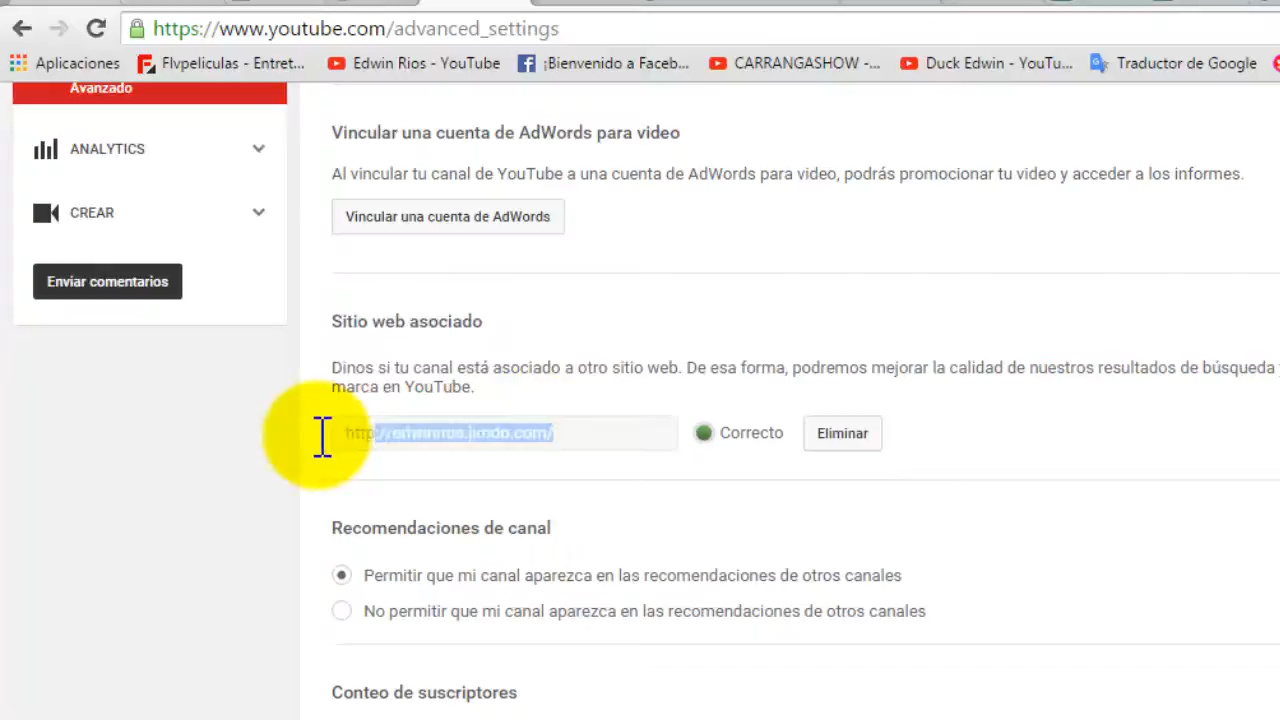 https://www.youtube.com/advanced_settings
Aplicaciones Flvpeliculas - Entret... Edwin Rios - YouTube ¡Bienvenido a Faceb... CARRANGASHOW -... Duck Edwin - YouTu... Traductor de Google
Avanzado
ANALYTICS
CREAR
Enviar comentarios
Vincular una cuenta de AdWords para video
Al vincular tu canal de YouTube a una cuenta de AdWords para video, podrás promocionar tu video y acceder a los informes.
Vincular una cuenta de AdWords
Sitio web asociado
Dinos si tu canal está asociado a otro sitio web. De esa forma, podremos mejorar la calidad de nuestros resultados de búsqueda y
marca en YouTube.
http://edwinrios.jimdo.com/ Correcto Eliminar
Recomendaciones de canal
Permitir que mi canal aparezca en las recomendaciones de otros canales
No permitir que mi canal aparezca en las recomendaciones de otros canales
Conteo de suscriptores